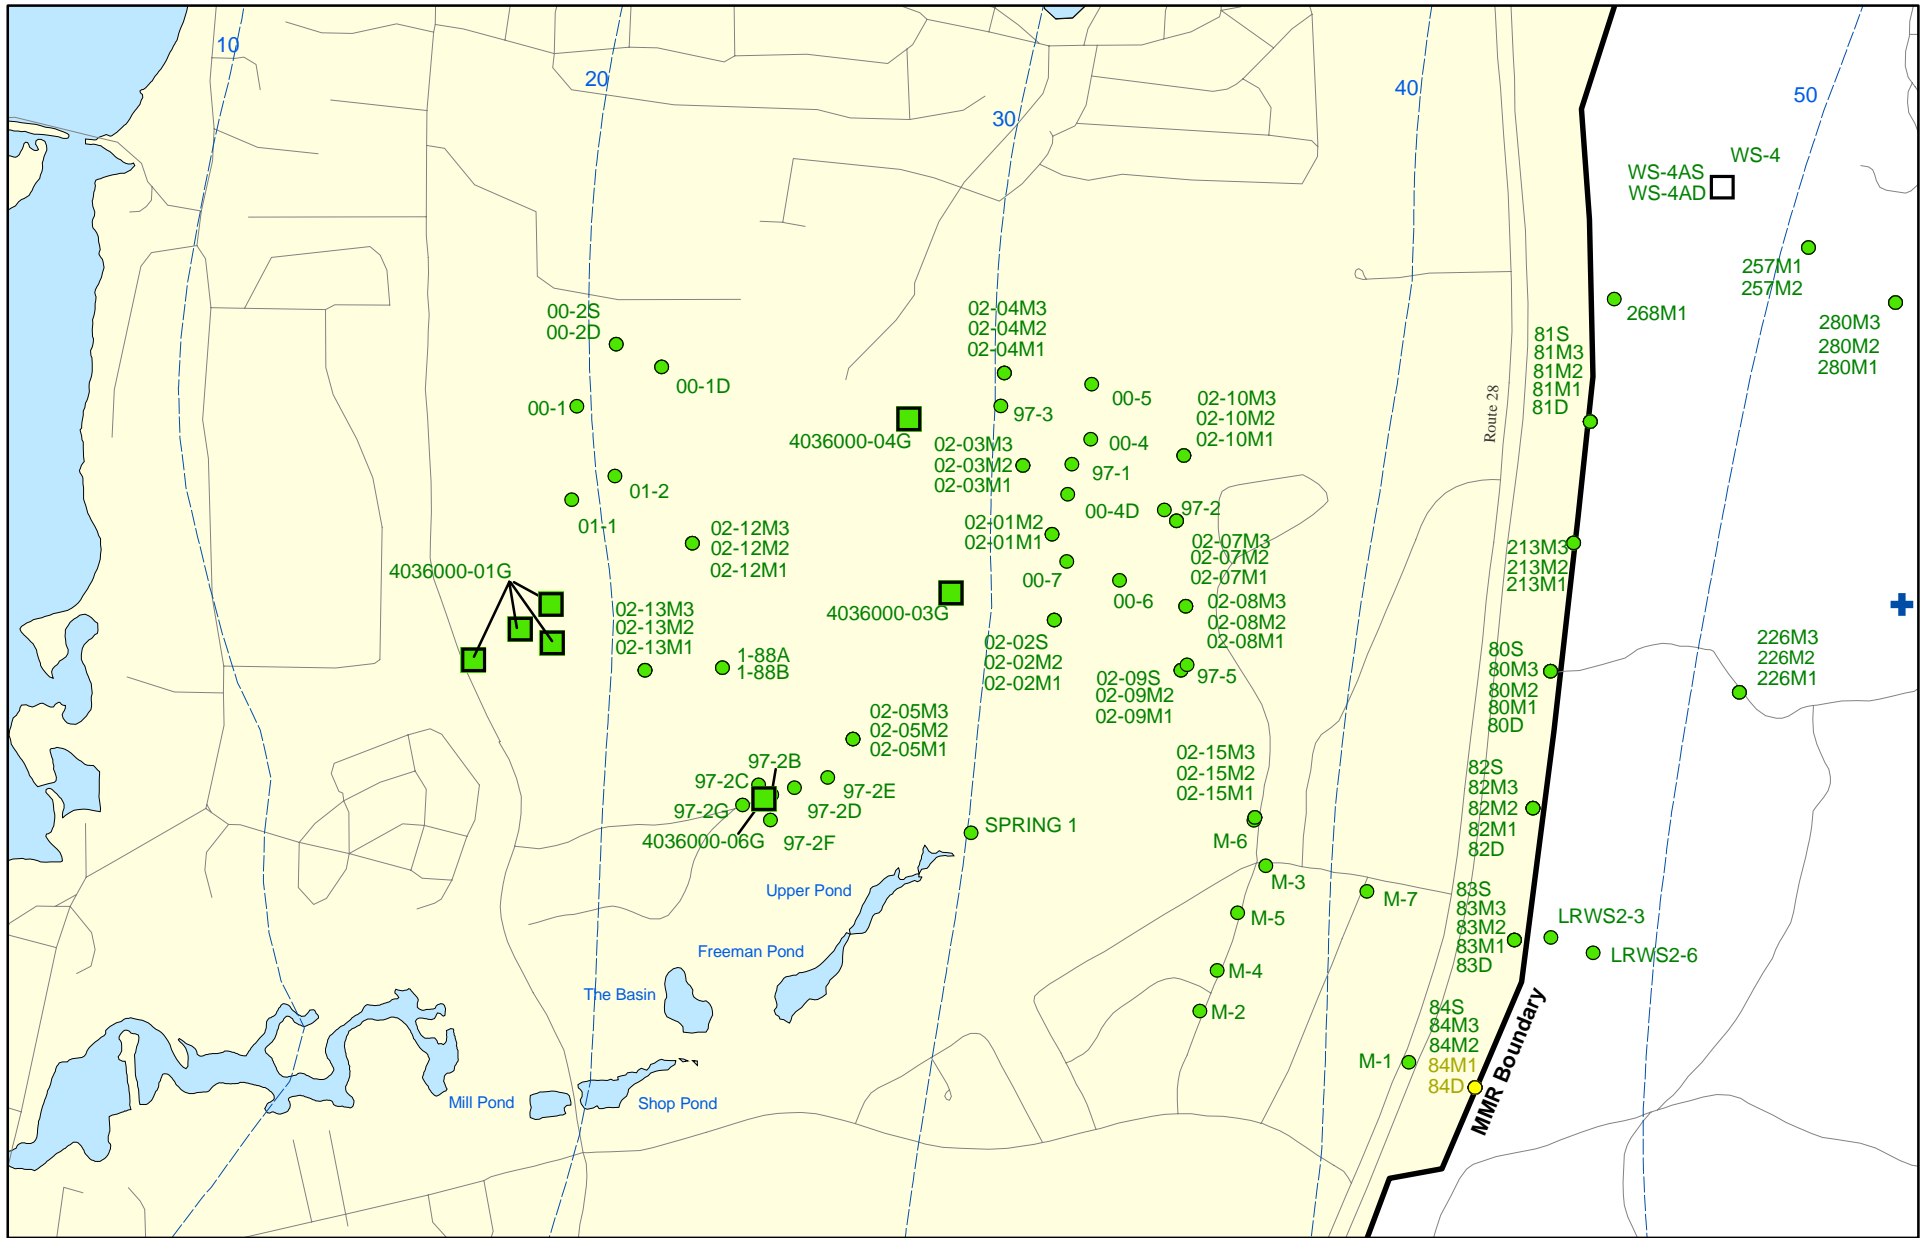 10
20
30
40
50
WS-4
WS-4AS
WS-4AD
257M1
257M2
268M1
280M3
280M2
280M1
00-2S
00-2D
00-1D
00-1
02-04M3
02-04M2
02-04M1
97-3
00-5
4036000-04G
02-03M3
02-03M2
02-03M1
00-4
97-1
02-10M3
02-10M2
02-10M1
Route 28
81S
81M3
81M2
81M1
81D
01-2
01-1
02-12M3
02-12M2
02-12M1
00-4D
97-2
02-01M2
02-01M1
02-07M3
02-07M2
02-07M1
00-7
00-6
213M3
213M2
213M1
4036000-01G
02-13M3
02-13M2
02-13M1
4036000-03G
02-08M3
02-08M2
02-08M1
1-88A
1-88B
02-02S
02-02M2
02-02M1
02-09S
02-09M2
02-09M1
97-5
80S
80M3
80M2
80M1
80D
226M3
226M2
226M1
02-05M3
02-05M2
02-05M1
97-2B
97-2C
97-2G
97-2E
97-2D
4036000-06G
97-2F
SPRING 1
02-15M3
02-15M2
02-15M1
M-6
82S
82M3
82M2
82M1
82D
M-3
M-7
M-5
Upper Pond
83S
83M3
83M2
83M1
83D
LRWS2-3
LRWS2-6
Freeman Pond
The Basin
M-4
M-2
84S
84M3
84M2
84M1
84D
M-1
MMR Boundary
Mill Pond
Shop Pond